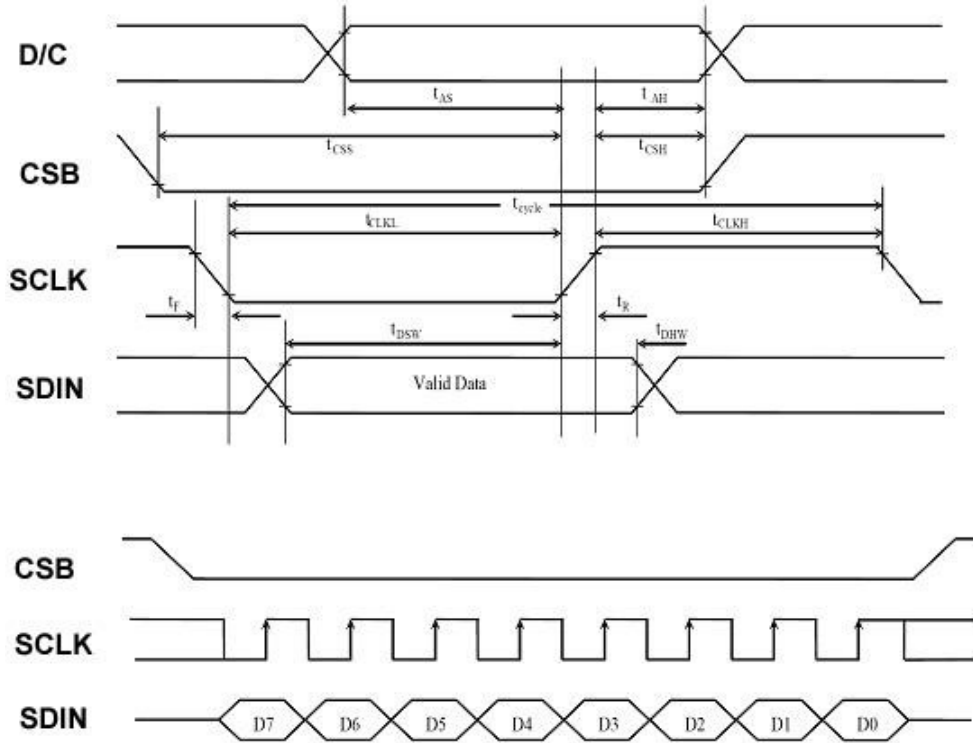 D/C
t_AS
t_AH
CSB
t_CSS
t_CSH
t_cycle
SCLK
t_CLKL
t_CLKH
t_F
t_R
SDIN
t_DSW
t_DHW
Valid Data
CSB
SCLK
SDIN
D7 D6 D5 D4 D3 D2 D1 D0